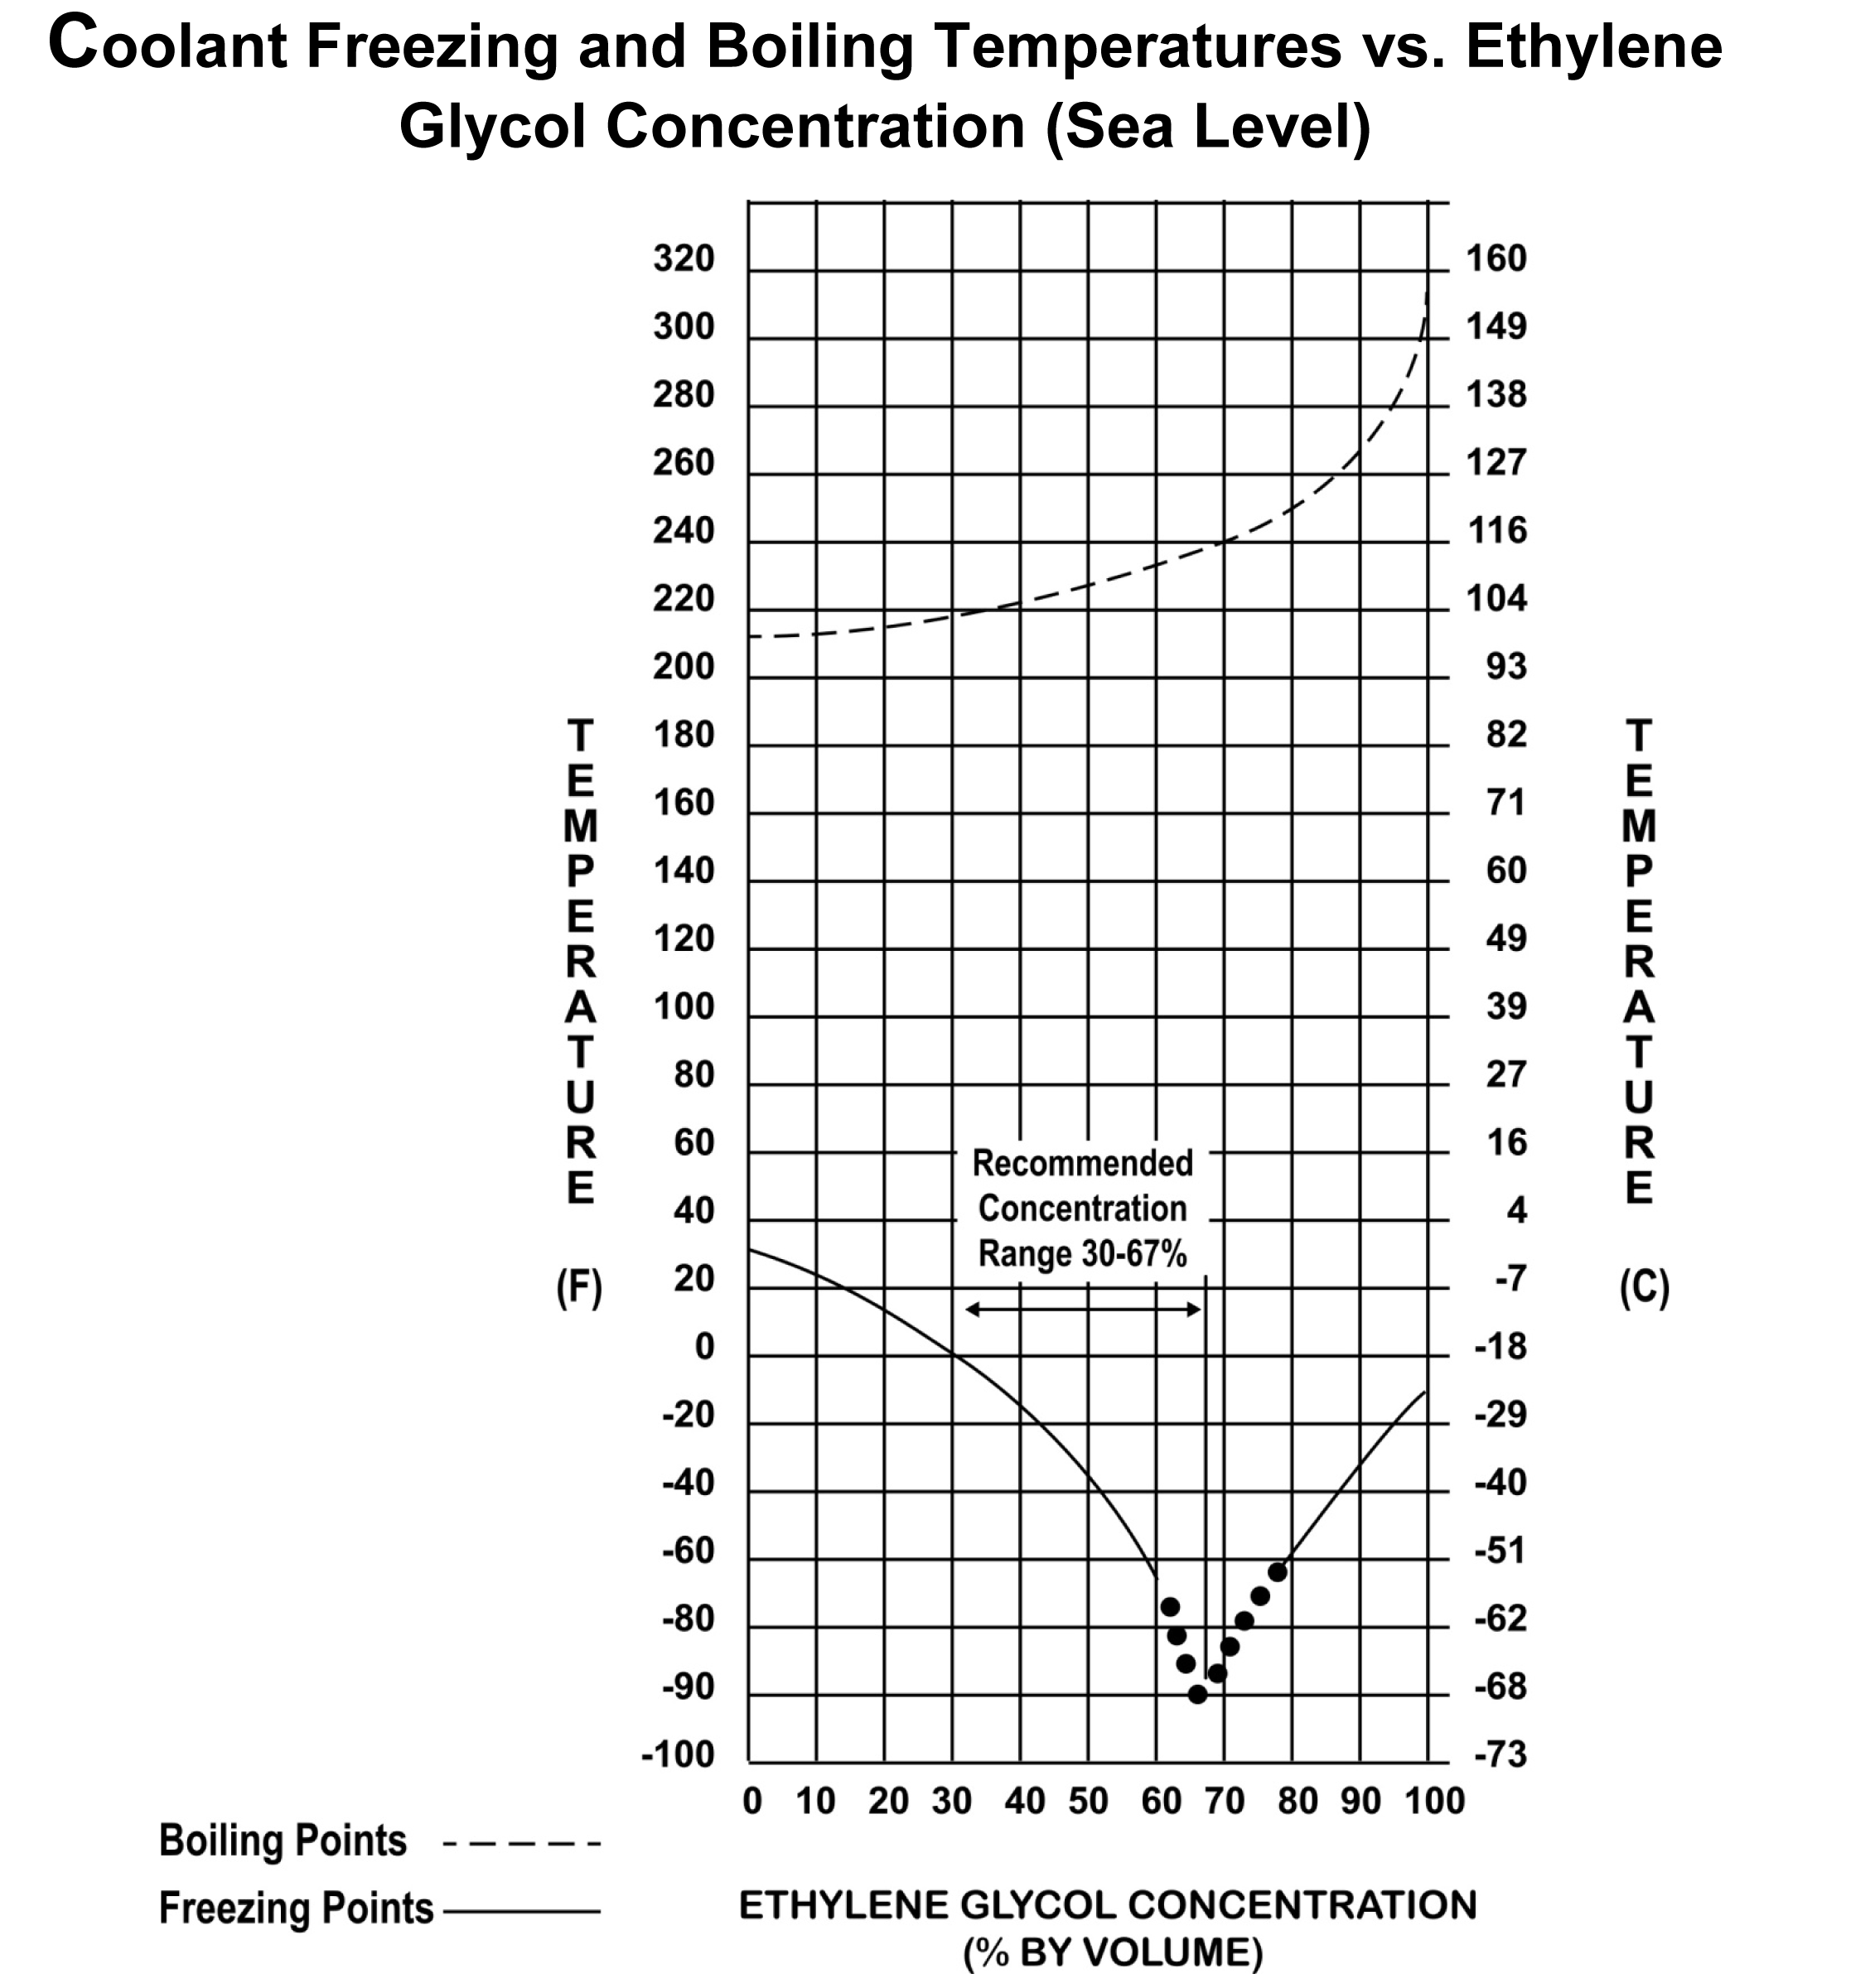 Coolant Freezing and Boiling Temperatures vs. Ethylene
Glycol Concentration (Sea Level)
320 160
300 149
280 138
260 127
240 116
220 104
200 93
180 82
160 71
140 60
120 49
100 39
80 27
60 16
40 4
20 -7
0 -18
-20 -29
-40 -40
-60 -51
-80 -62
-90 -68
-100 -73
TEMPERATURE
(F)
TEMPERATURE
(C)
Recommended
Concentration
Range 30-67%
0 10 20 30 40 50 60 70 80 90 100
Boiling Points
Freezing Points
ETHYLENE GLYCOL CONCENTRATION
(% BY VOLUME)